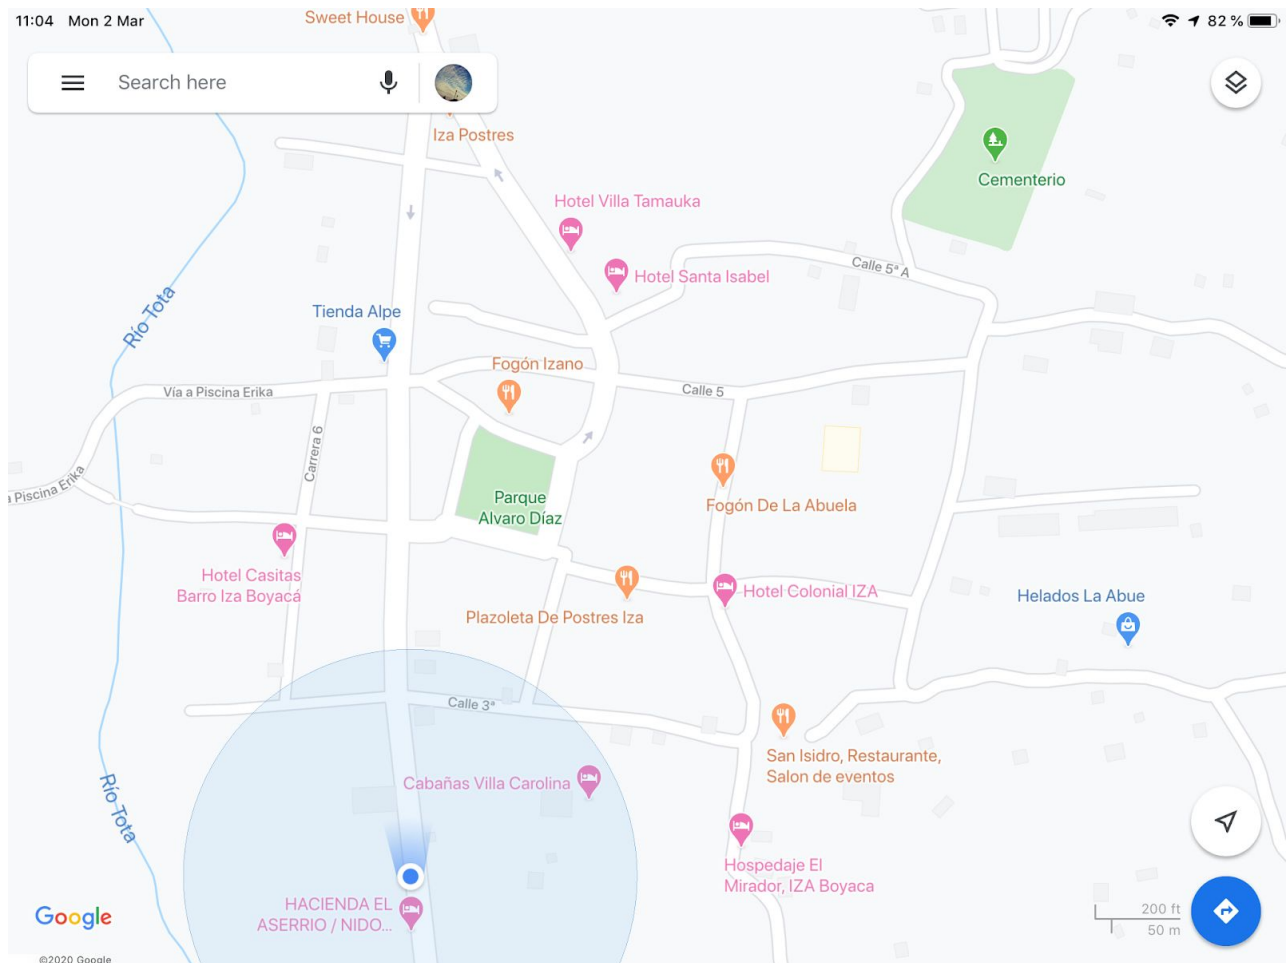 11:04 Mon 2 Mar
82 %
Sweet House
Search here
Iza Postres
Cementerio
Hotel Villa Tamauka
Calle 5ª A
Hotel Santa Isabel
Río Tota
Tienda Alpe
Fogón Izano
Vía a Piscina Erika
Calle 5
Carrera 6
a Piscina Erika
Parque
Alvaro Díaz
Fogón De La Abuela
Hotel Casitas
Barro Iza Boyacá
Hotel Colonial IZA
Helados La Abue
Plazoleta De Postres Iza
Calle 3ª
San Isidro, Restaurante,
Salon de eventos
Cabañas Villa Carolina
Río Tota
Hospedaje El
Mirador, IZA Boyaca
HACIENDA EL
ASERRIO / NIDO...
Google
200 ft
50 m
©2020 Google